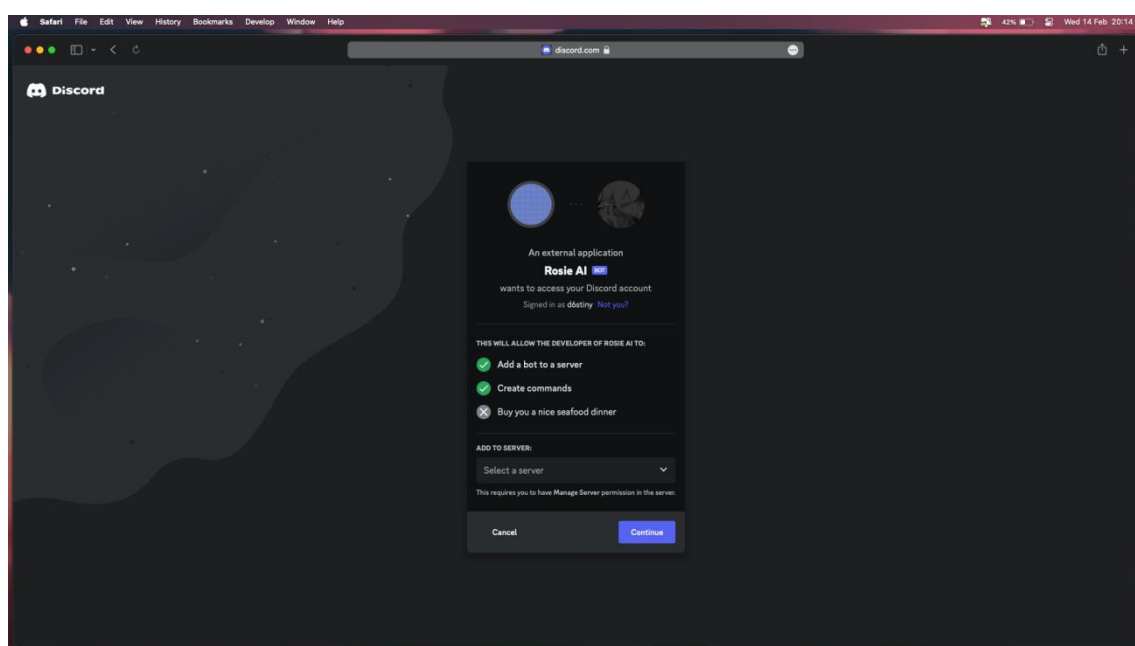 Safari File Edit View History Bookmarks Develop Window Help
42% Wed 14 Feb 20:14
discord.com
Discord
An external application
Rosie AI BOT
wants to access your Discord account
Signed in as d6stiny Not you?
THIS WILL ALLOW THE DEVELOPER OF ROSIE AI TO:
Add a bot to a server
Create commands
Buy you a nice seafood dinner
ADD TO SERVER:
Select a server
This requires you to have Manage Server permission in the server.
Cancel Continue